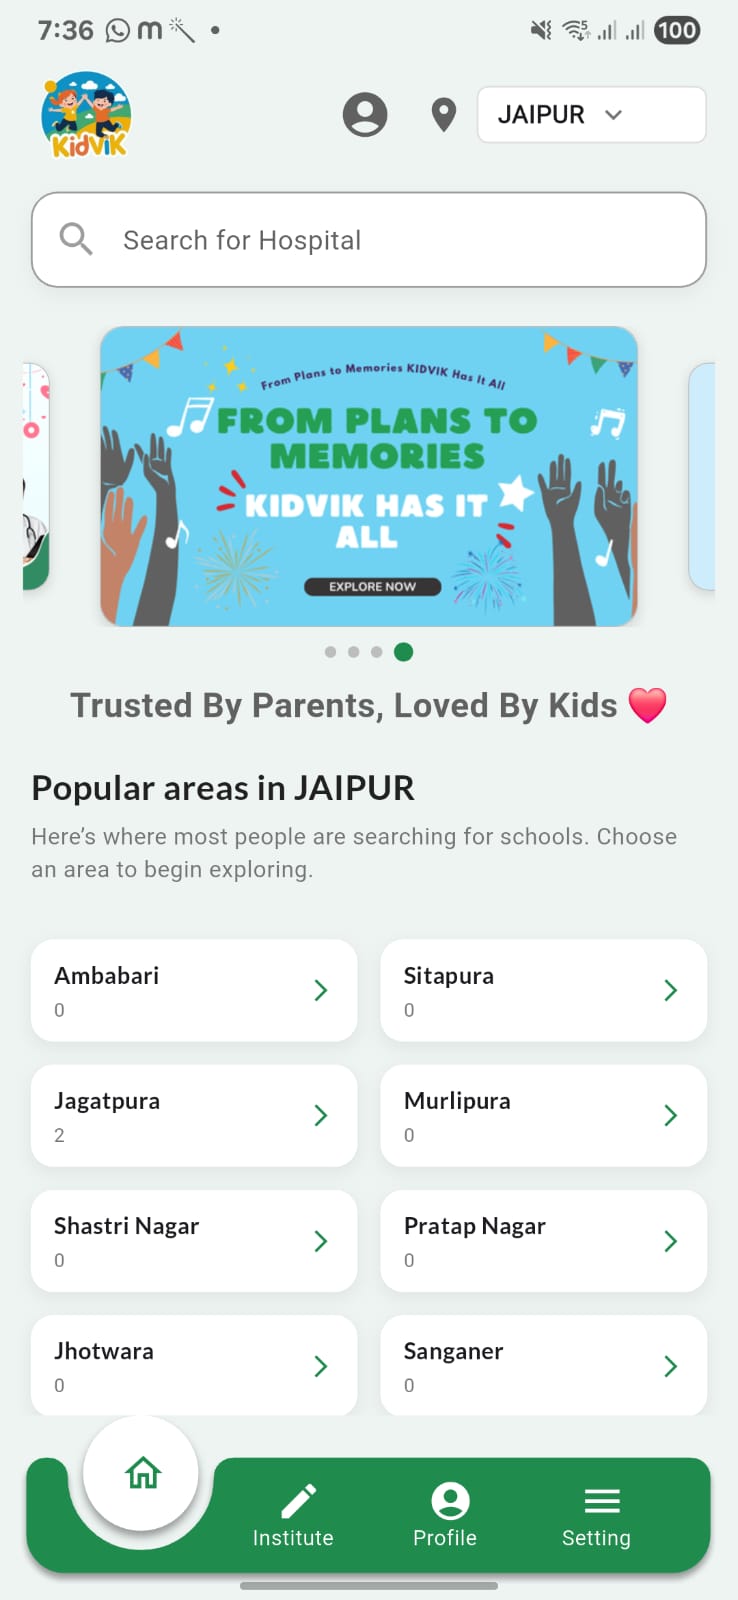 7:36
100
KidVIK
JAIPUR
Search for Hospital
From Plans to Memories KIDVIK Has It All
FROM PLANS TO
MEMORIES
KIDVIK HAS IT
ALL
EXPLORE NOW
Trusted By Parents, Loved By Kids ❤️
Popular areas in JAIPUR
Here’s where most people are searching for schools. Choose
an area to begin exploring.
Ambabari
0
Sitapura
0
Jagatpura
2
Murlipura
0
Shastri Nagar
0
Pratap Nagar
0
Jhotwara
0
Sanganer
0
Institute
Profile
Setting